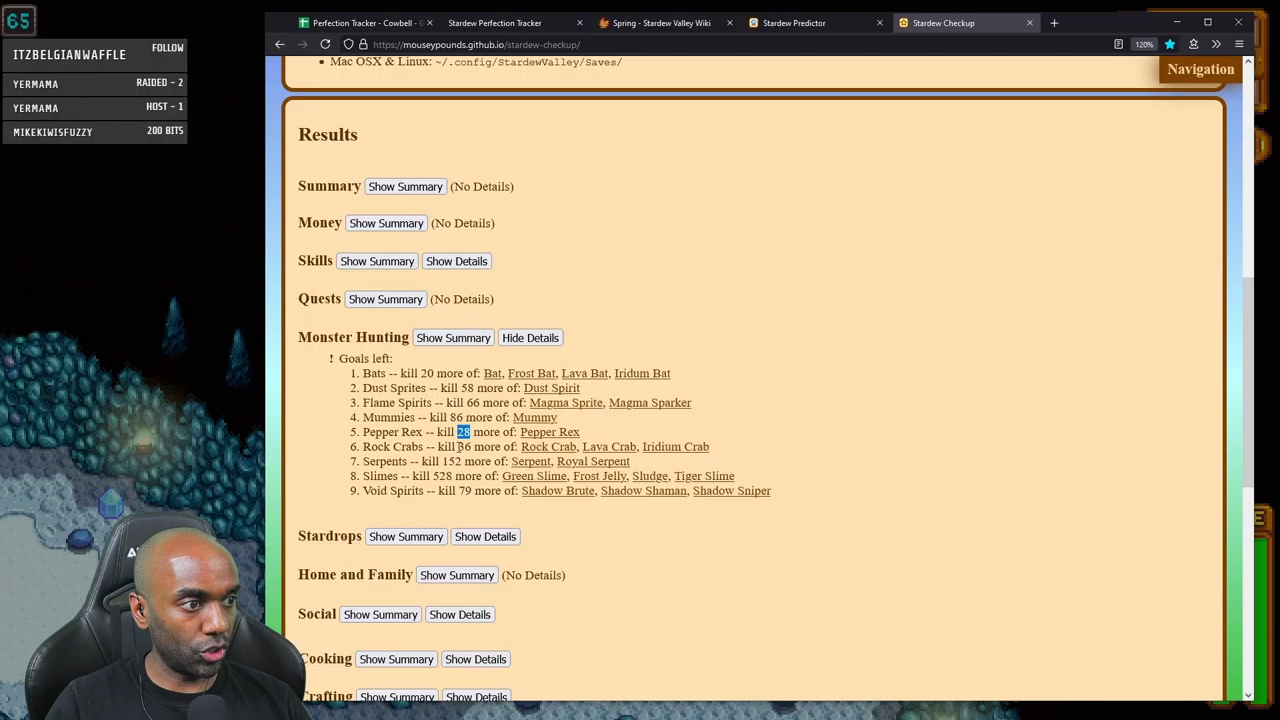 65
ITZBELGIANWAFFLE FOLLOW
YERMAMA RAIDED - 2
YERMAMA HOST - 1
MIKEKIWISFUZZY 200 BITS
Perfection Tracker - Cowbell - G
Stardew Perfection Tracker
Spring - Stardew Valley Wiki
Stardew Predictor
Stardew Checkup
https://mouseypounds.github.io/stardew-checkup/
120%
Mac OSX & Linux: ~/.config/StardewValley/Saves/
Navigation
Results
Summary Show Summary (No Details)
Money Show Summary (No Details)
Skills Show Summary Show Details
Quests Show Summary (No Details)
Monster Hunting Show Summary Hide Details
! Goals left:
1. Bats -- kill 20 more of: Bat, Frost Bat, Lava Bat, Iridum Bat
2. Dust Sprites -- kill 58 more of: Dust Spirit
3. Flame Spirits -- kill 66 more of: Magma Sprite, Magma Sparker
4. Mummies -- kill 86 more of: Mummy
5. Pepper Rex -- kill 28 more of: Pepper Rex
6. Rock Crabs -- kill 36 more of: Rock Crab, Lava Crab, Iridium Crab
7. Serpents -- kill 152 more of: Serpent, Royal Serpent
8. Slimes -- kill 528 more of: Green Slime, Frost Jelly, Sludge, Tiger Slime
9. Void Spirits -- kill 79 more of: Shadow Brute, Shadow Shaman, Shadow Sniper
Stardrops Show Summary Show Details
Home and Family Show Summary (No Details)
Social Show Summary Show Details
Cooking Show Summary Show Details
Crafting Show Summary Show Details